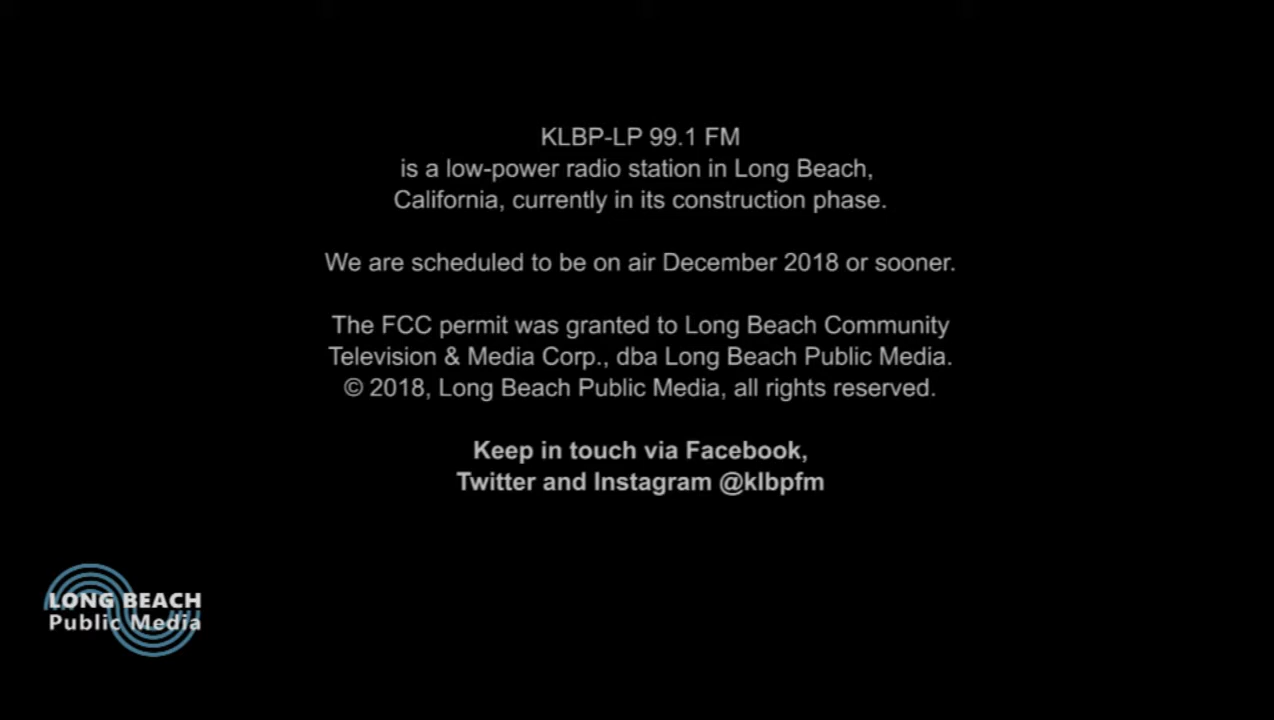 KLBP-LP 99.1 FM
is a low-power radio station in Long Beach,
California, currently in its construction phase.
We are scheduled to be on air December 2018 or sooner.
The FCC permit was granted to Long Beach Community
Television & Media Corp., dba Long Beach Public Media.
© 2018, Long Beach Public Media, all rights reserved.
Keep in touch via Facebook,
Twitter and Instagram @klbpfm
LONG BEACH
Public Media